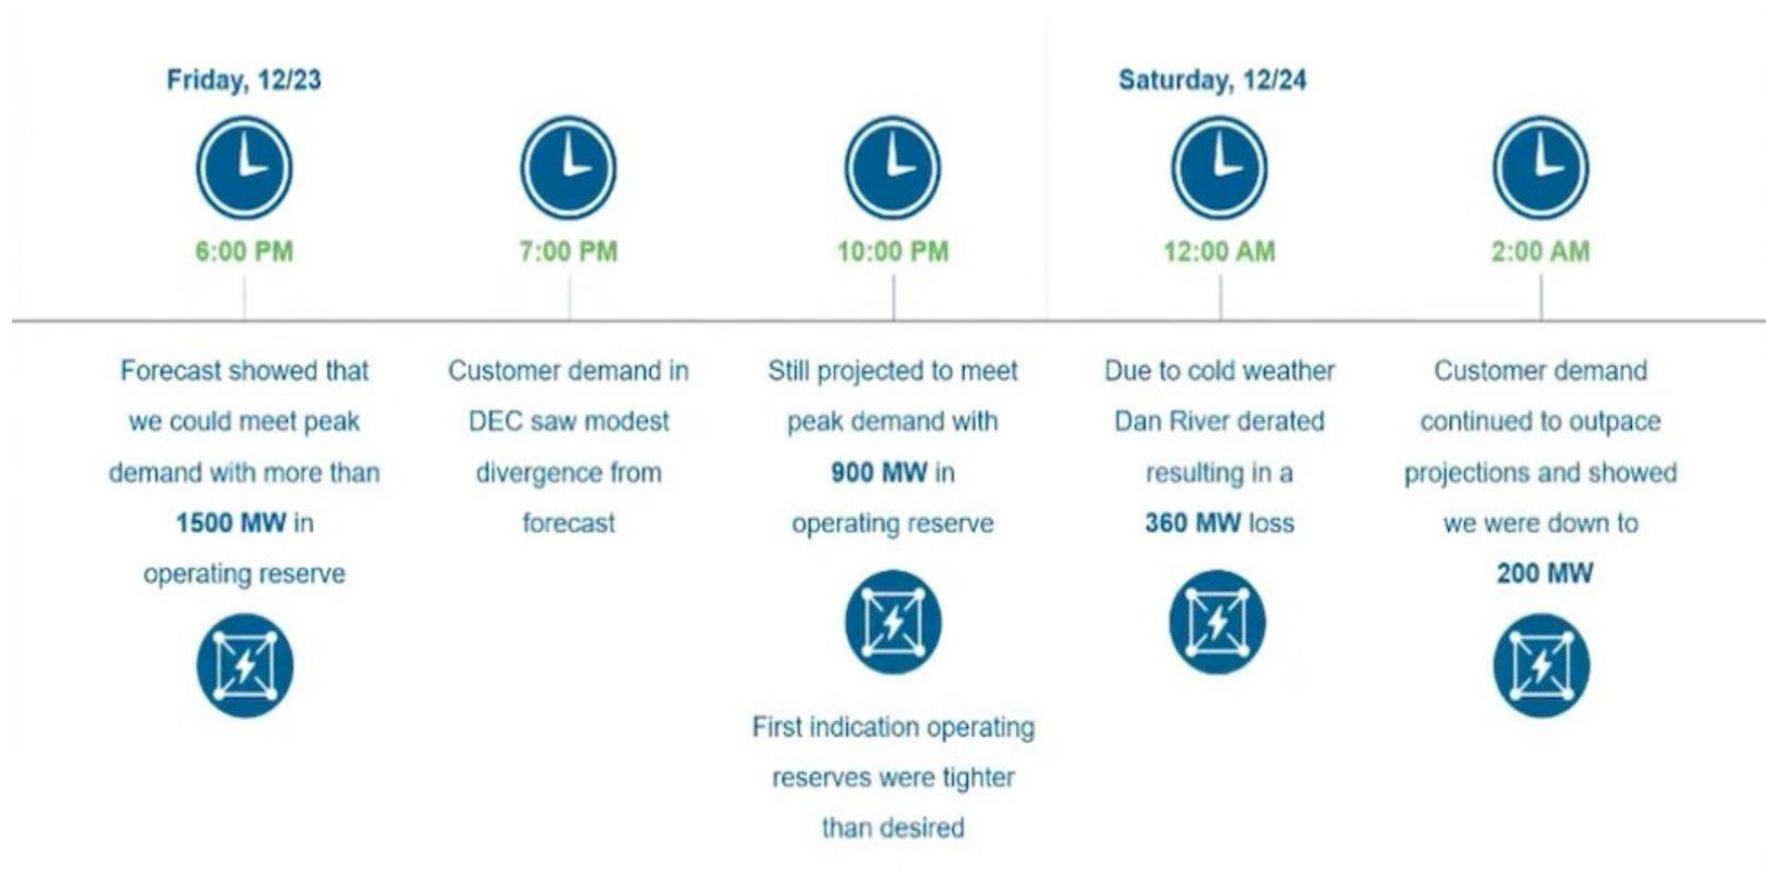 Friday, 12/23
6:00 PM
Forecast showed that
we could meet peak
demand with more than
1500 MW in
operating reserve
7:00 PM
Customer demand in
DEC saw modest
divergence from
forecast
10:00 PM
Still projected to meet
peak demand with
900 MW in
operating reserve
First indication operating
reserves were tighter
than desired
Saturday, 12/24
12:00 AM
Due to cold weather
Dan River derated
resulting in a
360 MW loss
2:00 AM
Customer demand
continued to outpace
projections and showed
we were down to
200 MW